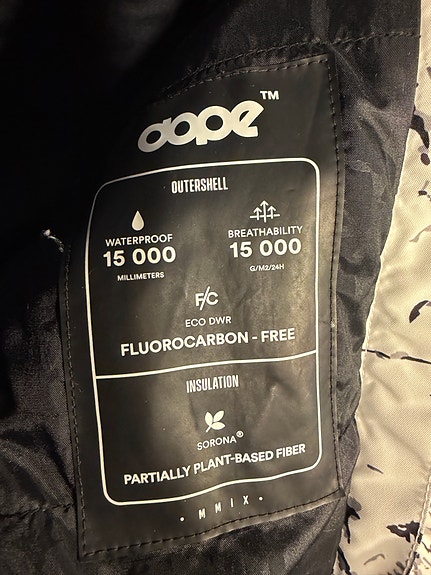 dope™
OUTERSHELL
WATERPROOF
15 000
MILLIMETERS
BREATHABILITY
15 000
G/M2/24H
F/C
ECO DWR
FLUOROCARBON - FREE
INSULATION
SORONA®
PARTIALLY PLANT-BASED FIBER
• M M I X •